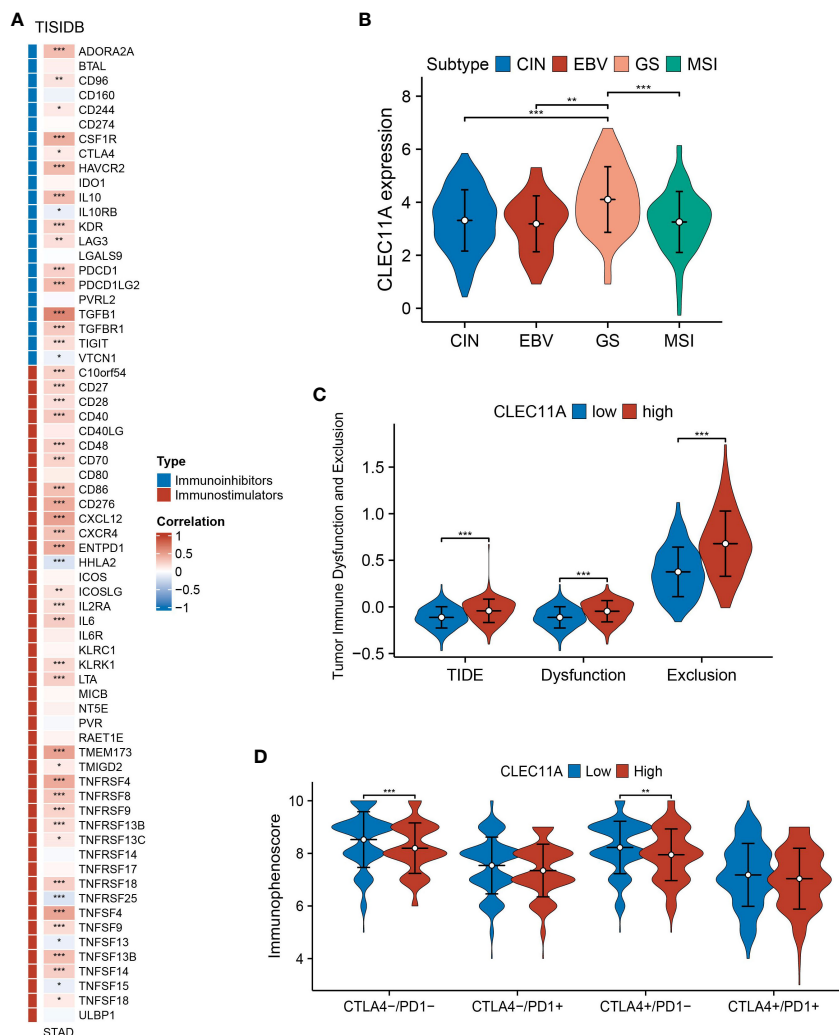 A
TISIDB
*** ADORA2A
BTAL
** CD96
CD160
* CD244
CD274
*** CSF1R
* CTLA4
*** HAVCR2
IDO1
*** IL10
* IL10RB
*** KDR
** LAG3
LGALS9
*** PDCD1
*** PDCD1LG2
PVRL2
*** TGFB1
*** TGFBR1
*** TIGIT
* VTCN1
*** C10orf54
*** CD27
*** CD28
*** CD40
CD40LG
*** CD48
*** CD70
CD80
*** CD86
*** CD276
*** CXCL12
*** CXCR4
*** ENTPD1
*** HHLA2
ICOS
** ICOSLG
*** IL2RA
*** IL6
IL6R
KLRC1
*** KLRK1
*** LTA
MICB
NT5E
PVR
RAET1E
*** TMEM173
* TMIGD2
*** TNFRSF4
*** TNFRSF8
*** TNFRSF9
*** TNFRSF13B
* TNFRSF13C
TNFRSF14
TNFRSF17
*** TNFRSF18
*** TNFRSF25
*** TNFSF4
*** TNFSF9
* TNFSF13
*** TNFSF13B
*** TNFSF14
* TNFSF15
* TNFSF18
ULBP1
STAD
Type
Immunoinhibitors
Immunostimulators
Correlation
1
0.5
0
−0.5
−1
B
Subtype CIN EBV GS MSI
CLEC11A expression
8
6
4
2
0
***
**
***
CIN EBV GS MSI
C
CLEC11A low high
Tumor Immune Dysfunction and Exclusion
1.5
1.0
0.5
0.0
−0.5
***
***
***
TIDE Dysfunction Exclusion
D
CLEC11A Low High
Immunophenoscore
10
8
6
4
***
**
CTLA4−/PD1− CTLA4−/PD1+ CTLA4+/PD1− CTLA4+/PD1+